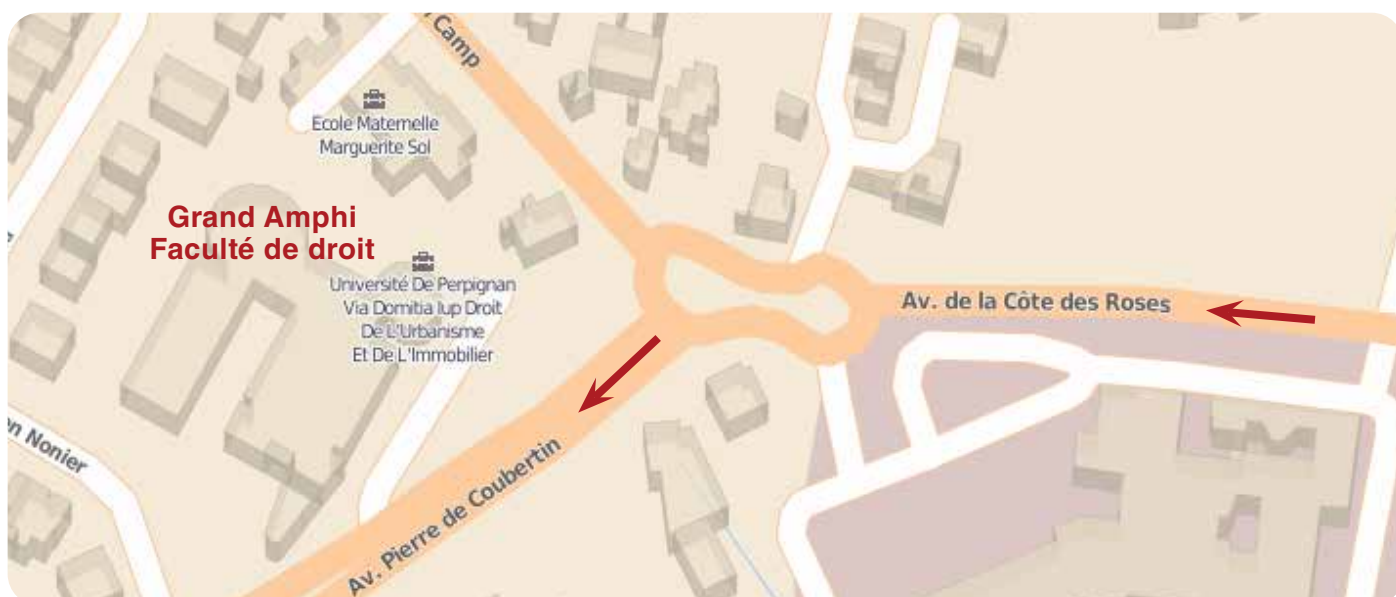 Camp
Ecole Maternelle
Marguerite Sol
Grand Amphi
Faculté de droit
Université De Perpignan
Via Domitia Iup Droit
De L'Urbanisme
Et De L'Immobilier
Av. de la Côte des Roses
en Nonier
Av. Pierre de Coubertin